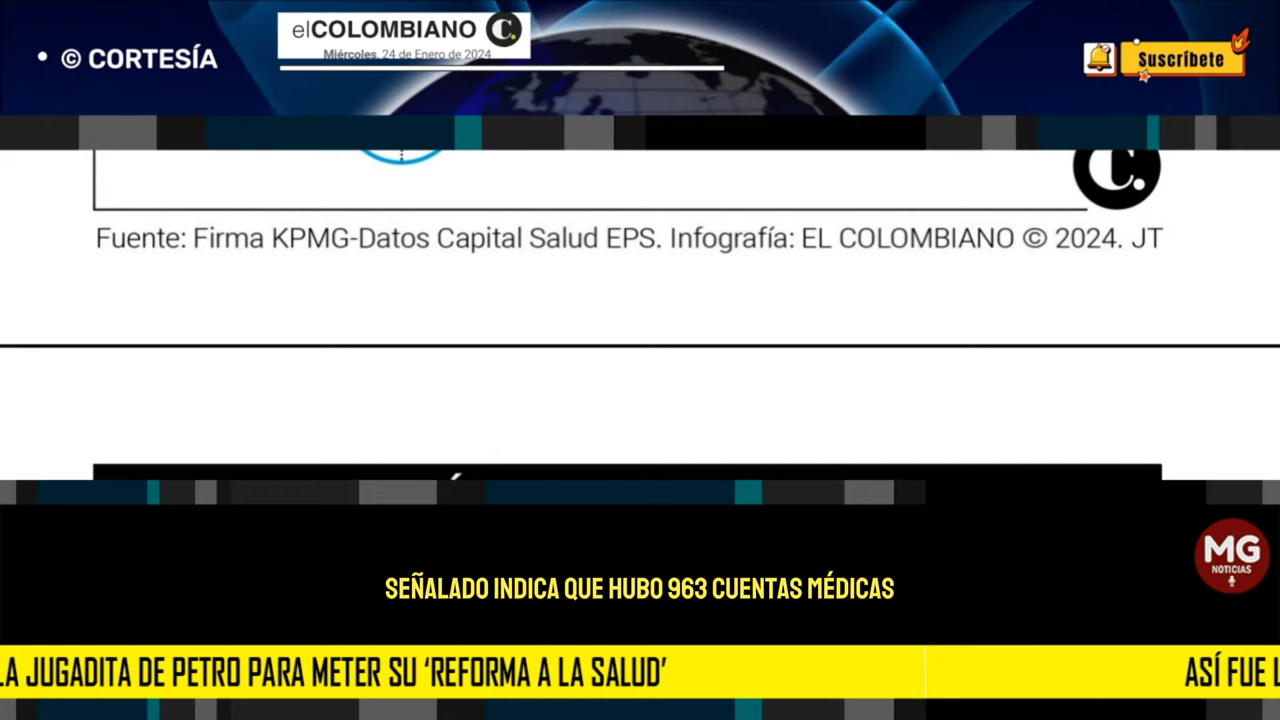 elCOLOMBIANO C.
Miércoles, 24 de Enero de 2024
• © CORTESÍA
Suscríbete
C.
Fuente: Firma KPMG-Datos Capital Salud EPS. Infografía: EL COLOMBIANO © 2024. JT
MG
NOTICIAS
SEÑALADO INDICA QUE HUBO 963 CUENTAS MÉDICAS
LA JUGADITA DE PETRO PARA METER SU ‘REFORMA A LA SALUD’
ASÍ FUE L